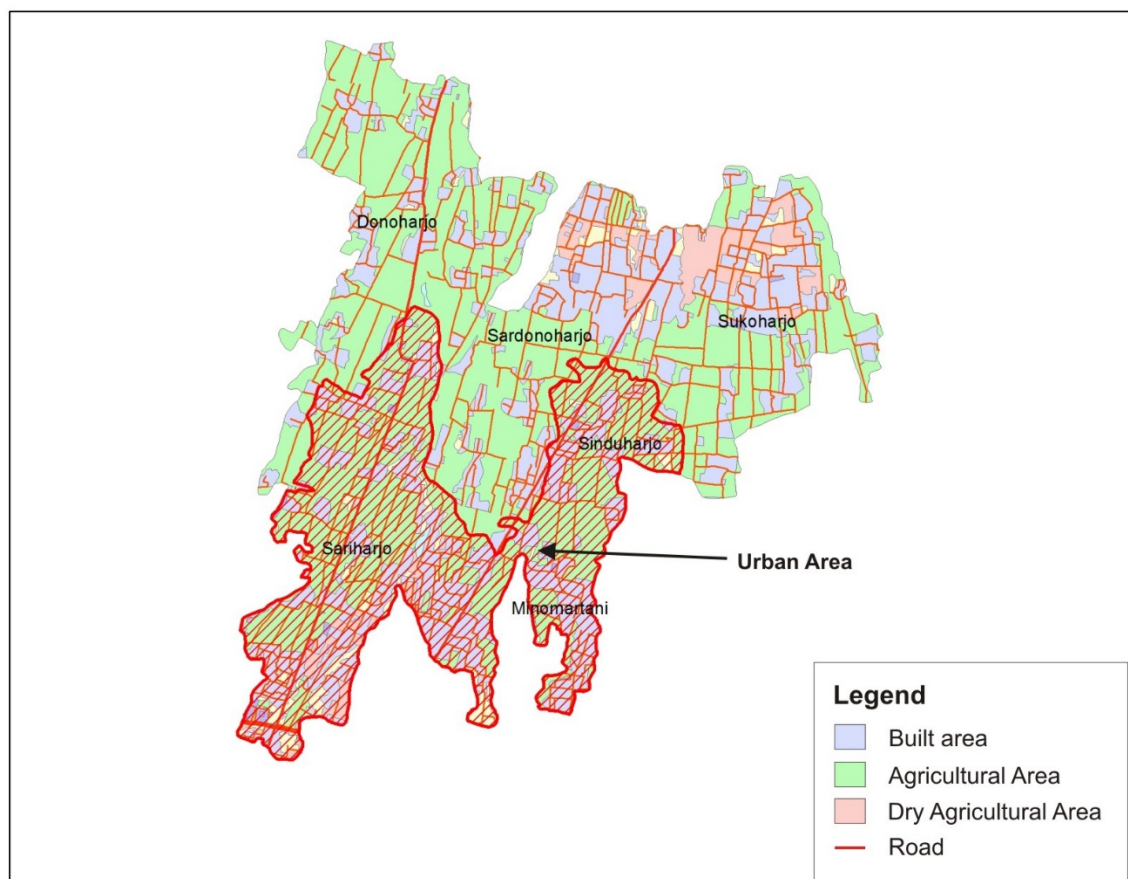 Donoharjo
Sardonoharjo
Sukoharjo
Sinduharjo
Sariharjo
Urban Area
Minomartani
Legend
Built area
Agricultural Area
Dry Agricultural Area
Road